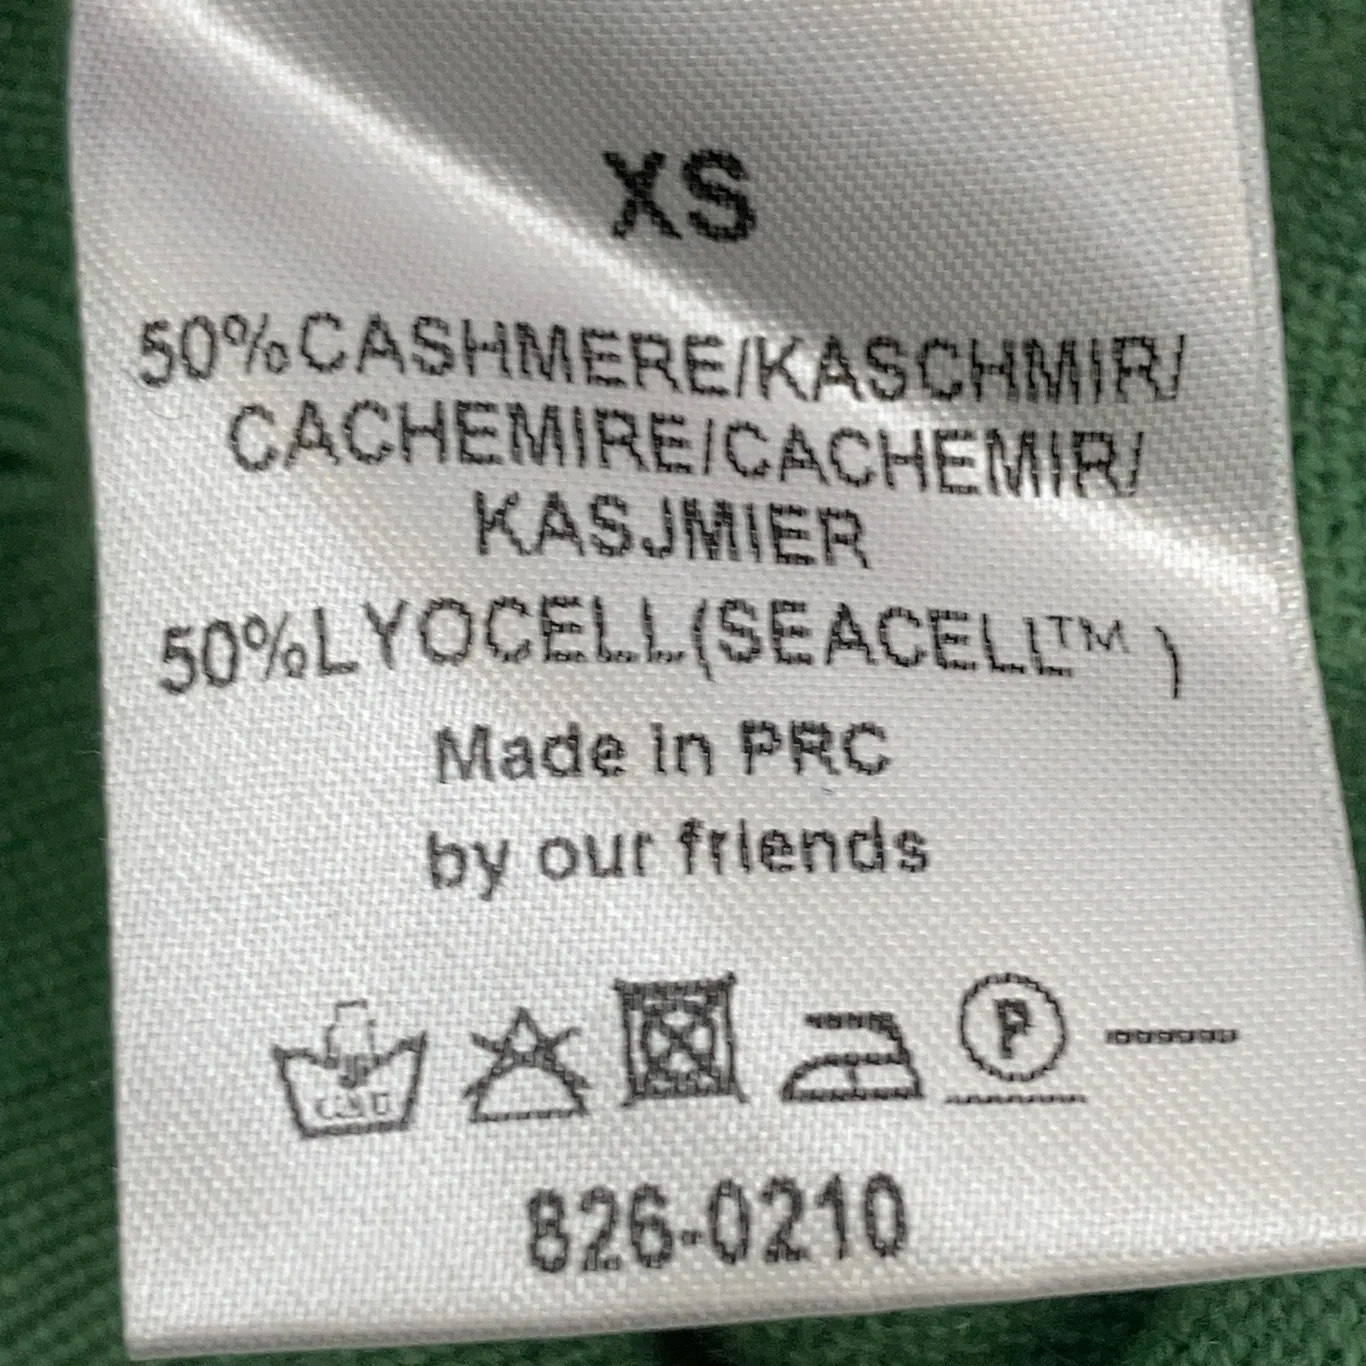 XS
50%CASHMERE/KASCHMIR/
CACHEMIRE/CACHEMIR/
KASJMIER
50%LYOCELL(SEACELL™ )
Made in PRC
by our friends
P
826-0210